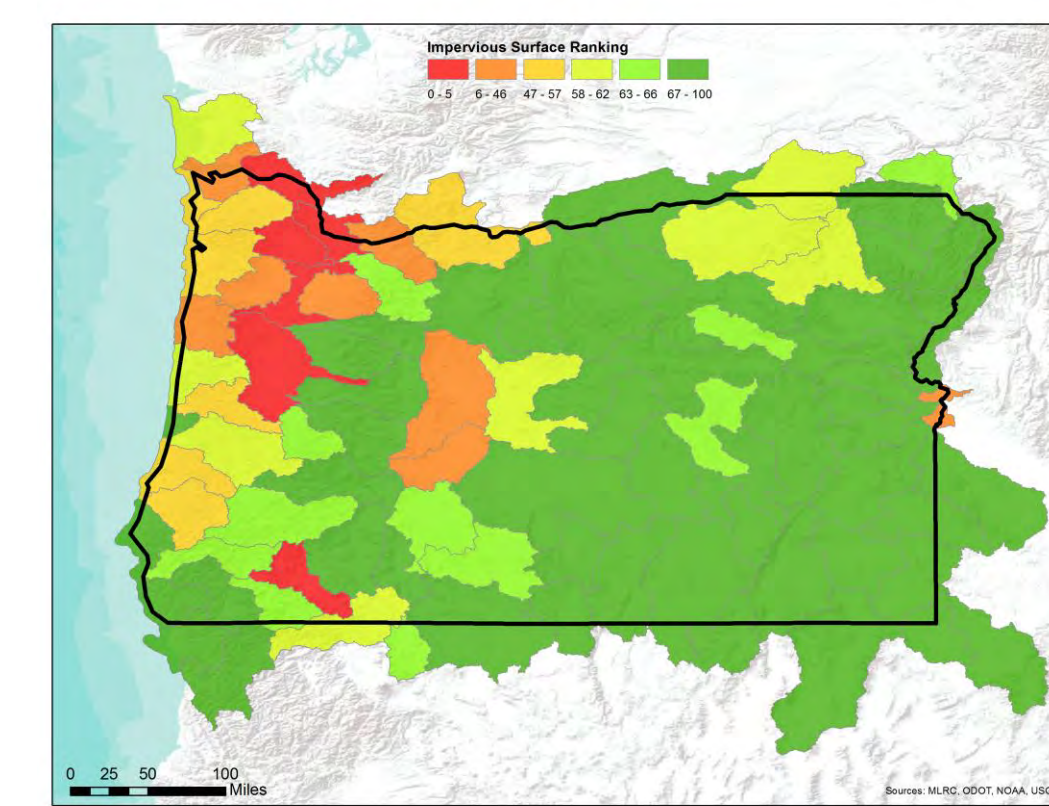 Impervious Surface Ranking
0 - 5 6 - 46 47 - 57 58 - 62 63 - 66 67 - 100
0 25 50 100
Miles
Sources: MLRC, ODOT, NOAA,